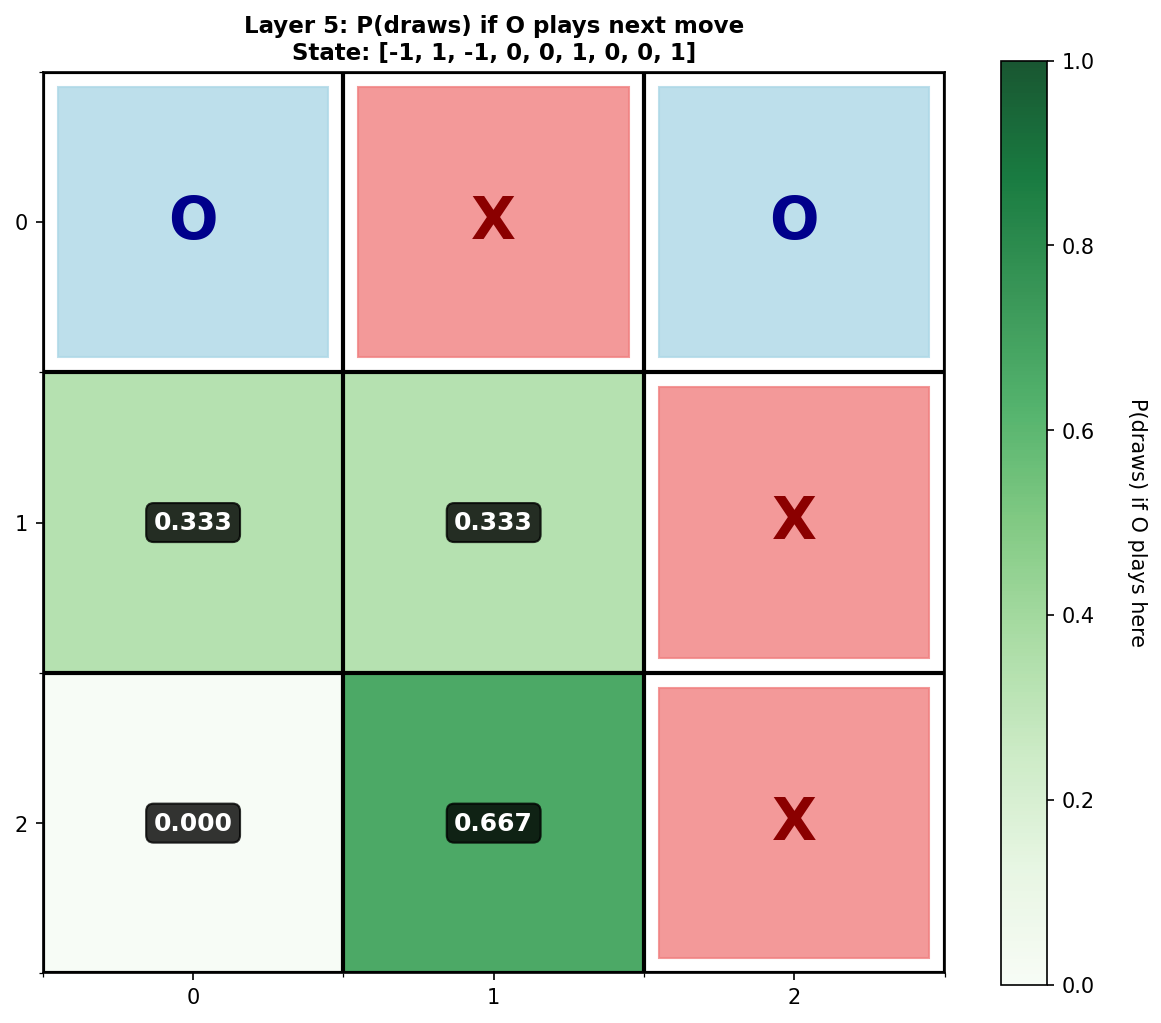 Layer 5: P(draws) if O plays next move
State: [-1, 1, -1, 0, 0, 1, 0, 0, 1]
O X O
0.333 0.333 X
0.000 0.667 X
0
1
2
0 1 2
1.0
0.8
0.6
0.4
0.2
0.0
P(draws) if O plays here